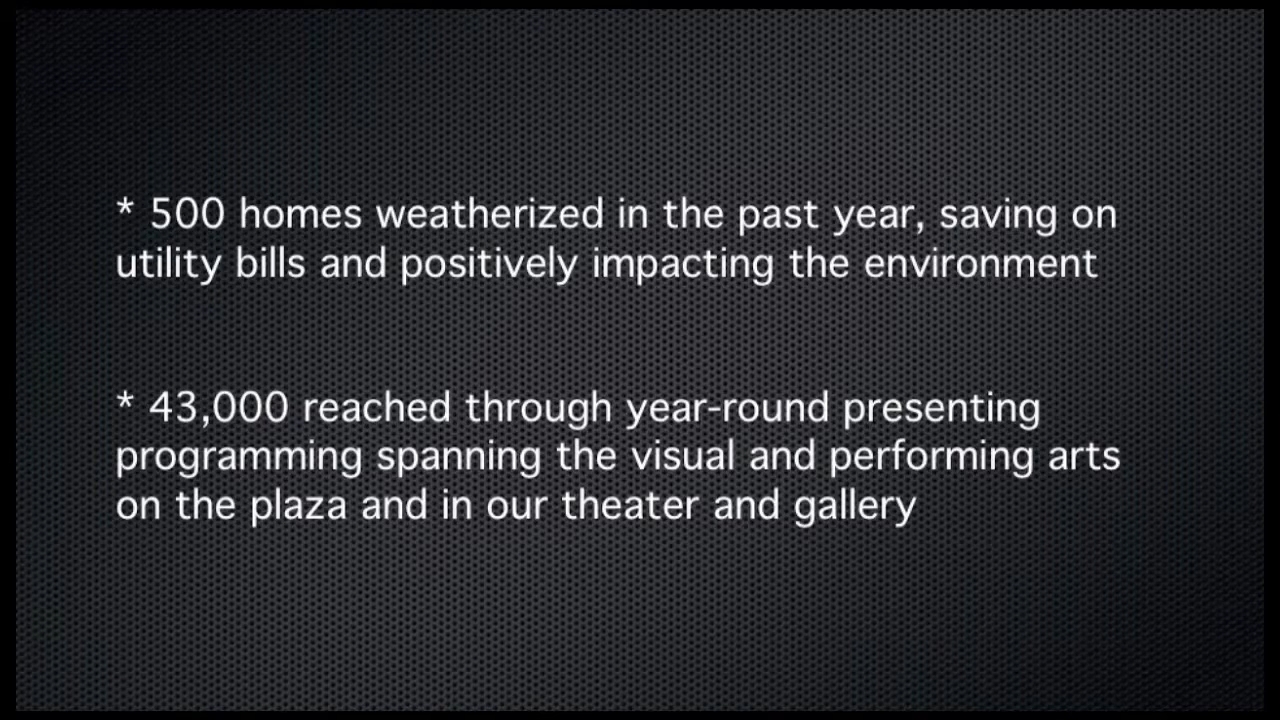 * 500 homes weatherized in the past year, saving on
utility bills and positively impacting the environment
* 43,000 reached through year-round presenting
programming spanning the visual and performing arts
on the plaza and in our theater and gallery